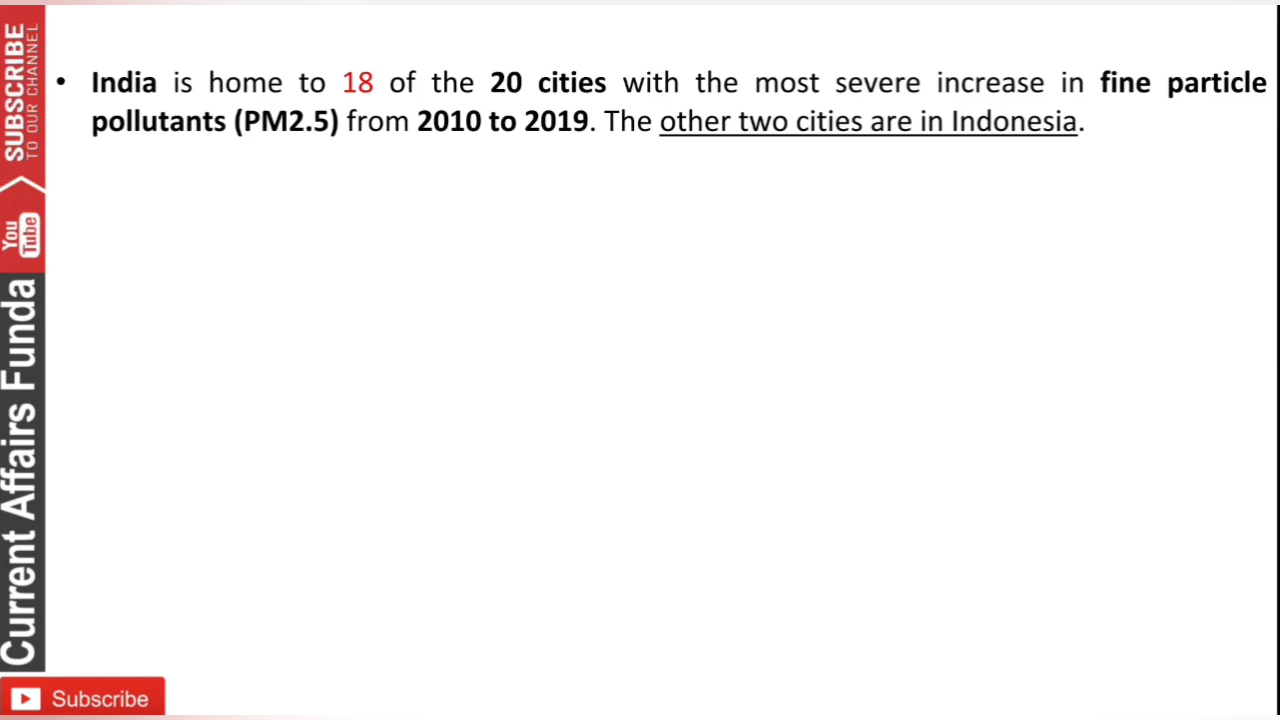 • India is home to 18 of the 20 cities with the most severe increase in fine particle
pollutants (PM2.5) from 2010 to 2019. The other two cities are in Indonesia.
SUBSCRIBE
TO OUR CHANNEL
You
Tube
Current Affairs Funda
Subscribe